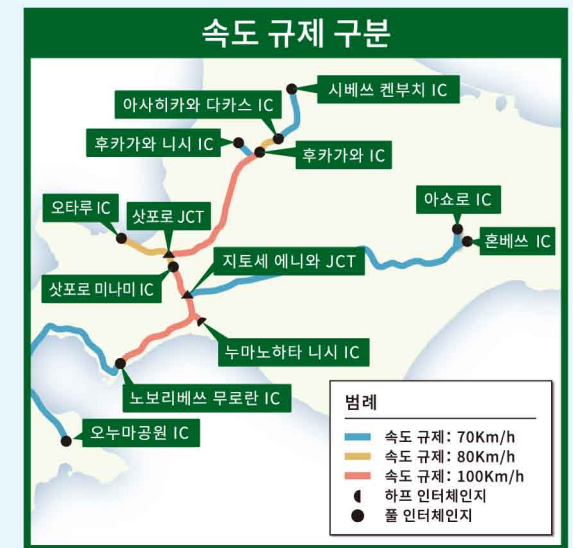 속도 규제 구분
시베쓰 켄부치 IC
아사히카와 다카스 IC
후카가와 니시 IC
후카가와 IC
오타루 IC
삿포로 JCT
아쇼로 IC
혼베쓰 IC
지토세 에니와 JCT
삿포로 미나미 IC
누마노하타 니시 IC
노보리베쓰 무로란 IC
오누마공원 IC
범례
속도 규제: 70Km/h
속도 규제: 80Km/h
속도 규제: 100Km/h
하프 인터체인지
풀 인터체인지